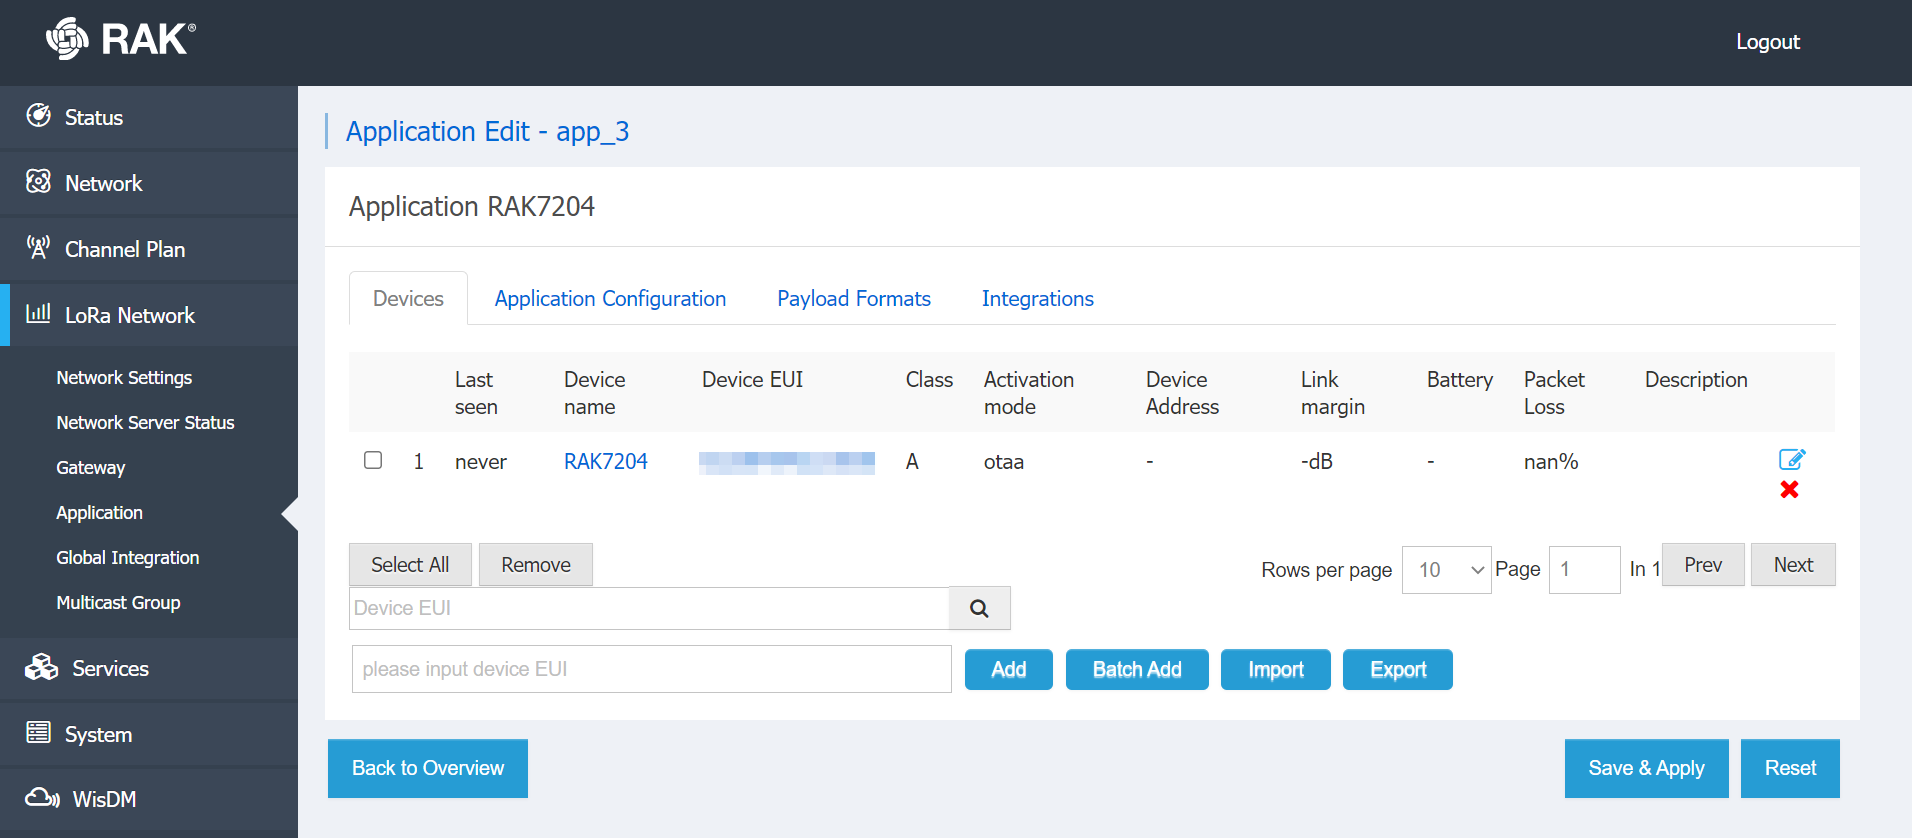 RAK®
Logout
Status
Network
Channel Plan
LoRa Network
Network Settings
Network Server Status
Gateway
Application
Global Integration
Multicast Group
Services
System
WisDM
Application Edit - app_3
Application RAK7204
Devices Application Configuration Payload Formats Integrations
Last seen Device name Device EUI Class Activation mode Device Address Link margin Battery Packet Loss Description
1 never RAK7204 A otaa - -dB - nan%
Select All Remove
Rows per page 10 Page 1 In 1 Prev Next
Device EUI
please input device EUI Add Batch Add Import Export
Back to Overview Save & Apply Reset